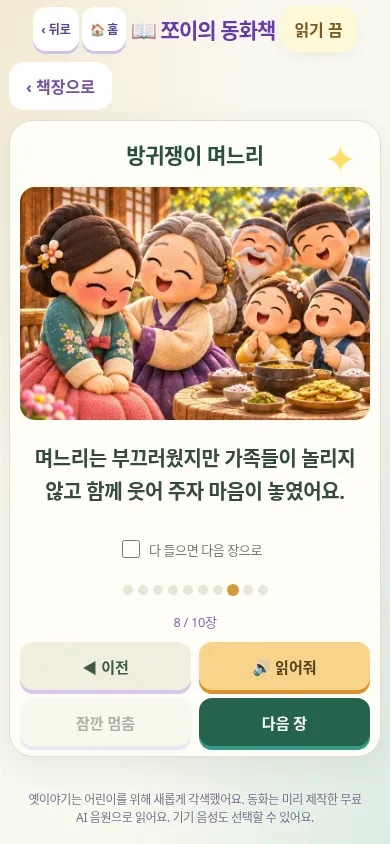 ‹ 뒤로 🏠 홈 📖 쪼이의 동화책 읽기 끔
‹ 책장으로
방귀쟁이 며느리
며느리는 부끄러웠지만 가족들이 놀리지
않고 함께 웃어 주자 마음이 놓였어요.
다 들으면 다음 장으로
8 / 10장
◀ 이전 🔊 읽어줘
잠깐 멈춤 다음 장
옛이야기는 어린이를 위해 새롭게 각색했어요. 동화는 미리 제작한 무료
AI 음원으로 읽어요. 기기 음성도 선택할 수 있어요.